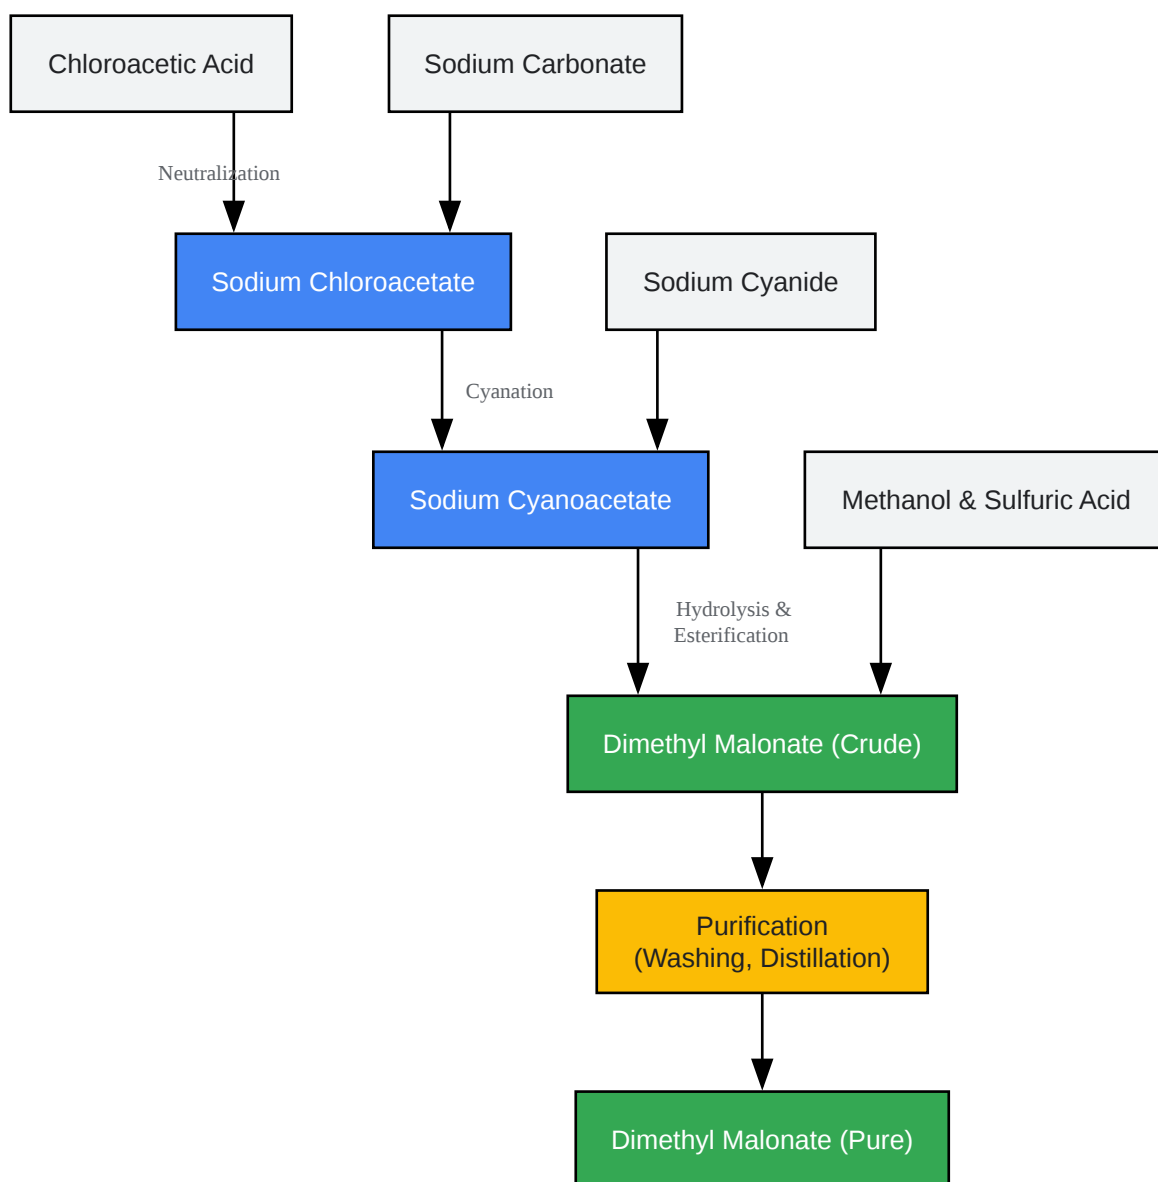 Chloroacetic Acid
Sodium Carbonate
Neutralization
Sodium Chloroacetate
Sodium Cyanide
Cyanation
Sodium Cyanoacetate
Methanol & Sulfuric Acid
Hydrolysis &
Esterification
Dimethyl Malonate (Crude)
Purification
(Washing, Distillation)
Dimethyl Malonate (Pure)